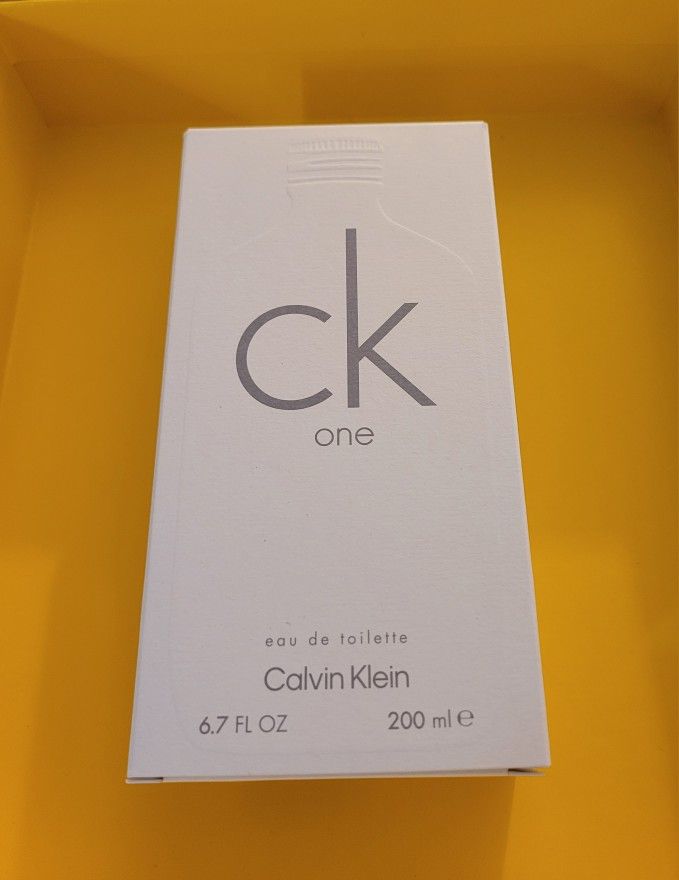 ck
one
eau de toilette
Calvin Klein
6.7 FL OZ 200 ml ℮